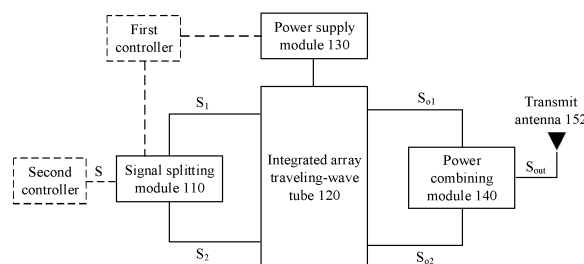 First
controller
Power supply
module 130
S1
So1
Transmit
antenna 152
Second
controller
S
Signal splitting
module 110
Integrated array
traveling-wave
tube 120
Power
combining
module 140
Sout
S2
So2